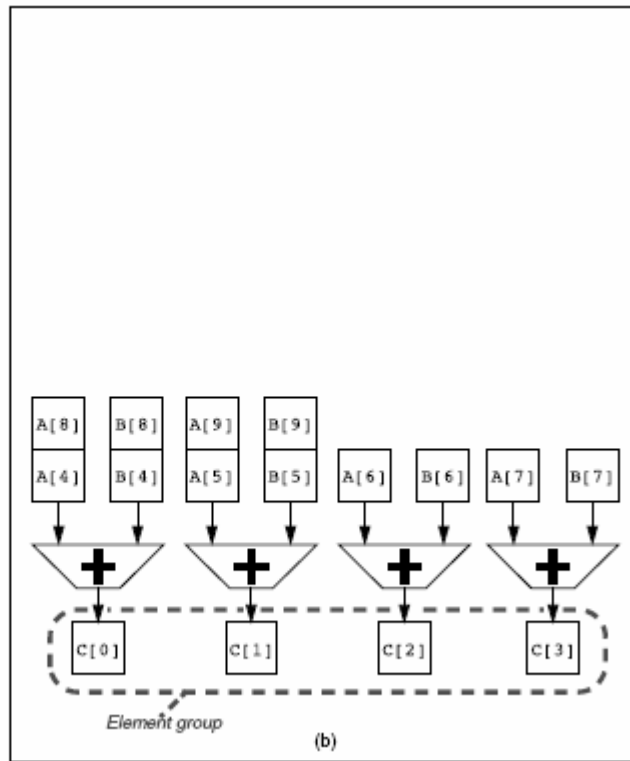 A[8] B[8] A[9] B[9]
A[4] B[4] A[5] B[5] A[6] B[6] A[7] B[7]
+ + + +
C[0] C[1] C[2] C[3]
Element group
(b)